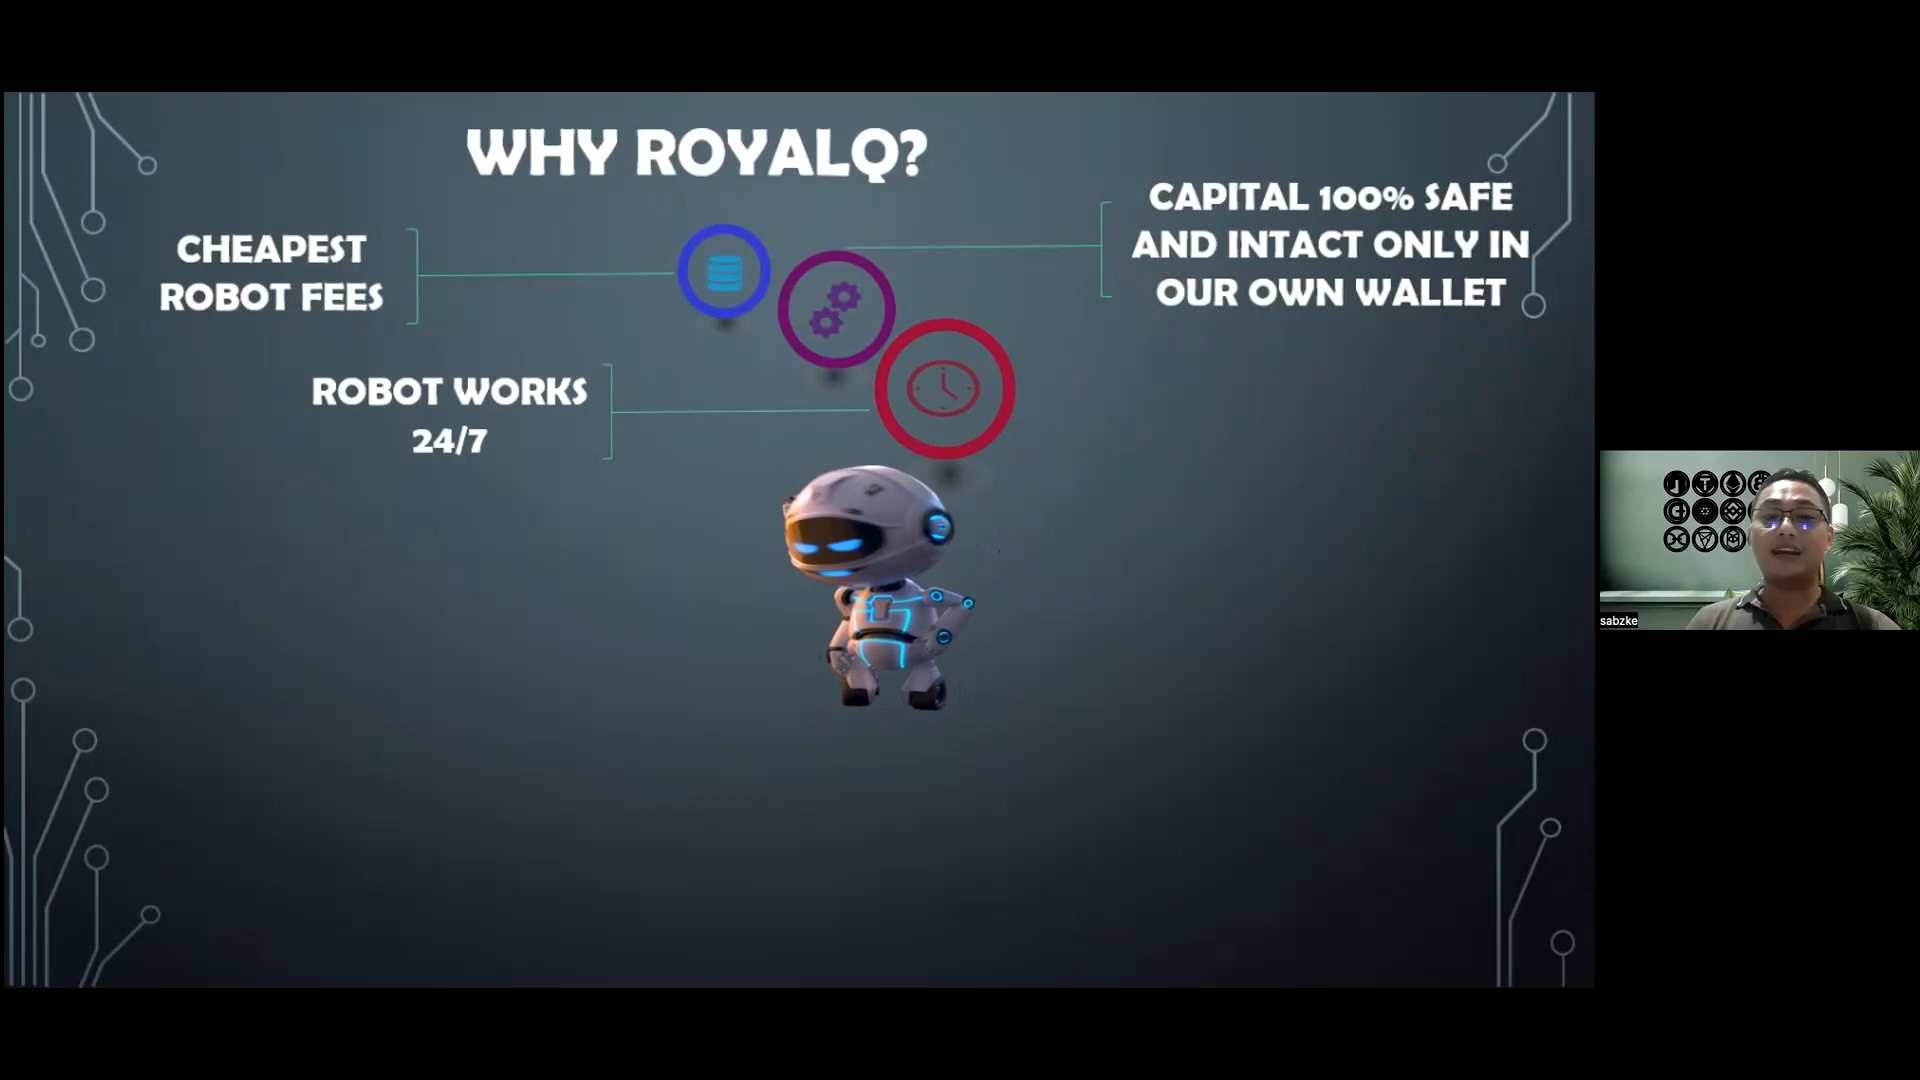 WHY ROYALQ?
CHEAPEST
ROBOT FEES
CAPITAL 100% SAFE
AND INTACT ONLY IN
OUR OWN WALLET
ROBOT WORKS
24/7
sabzke